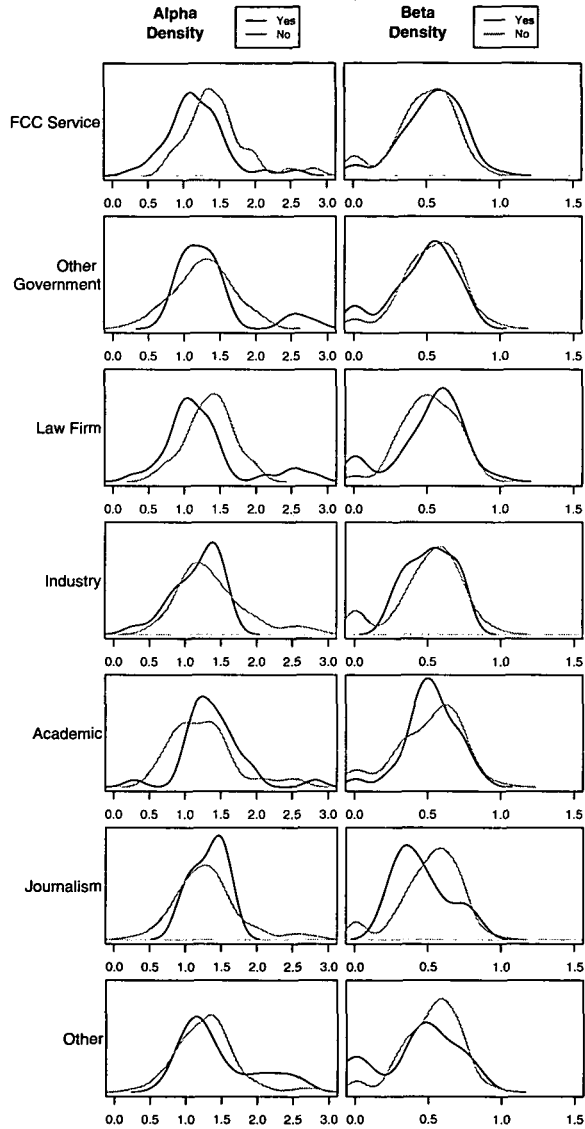 Alpha Density
Yes
No
Beta Density
Yes
No
FCC Service
0.0 0.5 1.0 1.5 2.0 2.5 3.0
0.0 0.5 1.0 1.5
Other Government
0.0 0.5 1.0 1.5 2.0 2.5 3.0
0.0 0.5 1.0 1.5
Law Firm
0.0 0.5 1.0 1.5 2.0 2.5 3.0
0.0 0.5 1.0 1.5
Industry
0.0 0.5 1.0 1.5 2.0 2.5 3.0
0.0 0.5 1.0 1.5
Academic
0.0 0.5 1.0 1.5 2.0 2.5 3.0
0.0 0.5 1.0 1.5
Journalism
0.0 0.5 1.0 1.5 2.0 2.5 3.0
0.0 0.5 1.0 1.5
Other
0.0 0.5 1.0 1.5 2.0 2.5 3.0
0.0 0.5 1.0 1.5